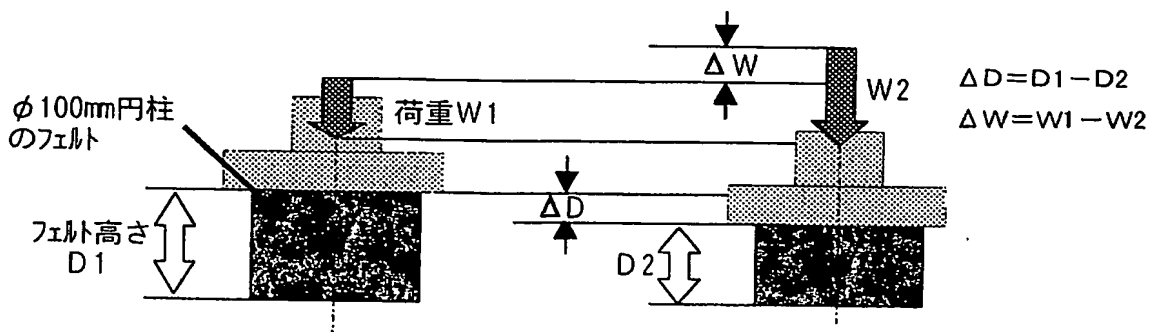 ΔW
W2
ΔD=D1-D2
ΔW=W1-W2
φ100mm円柱
のフェルト
荷重W1
ΔD
フェルト高さ
D1
D2